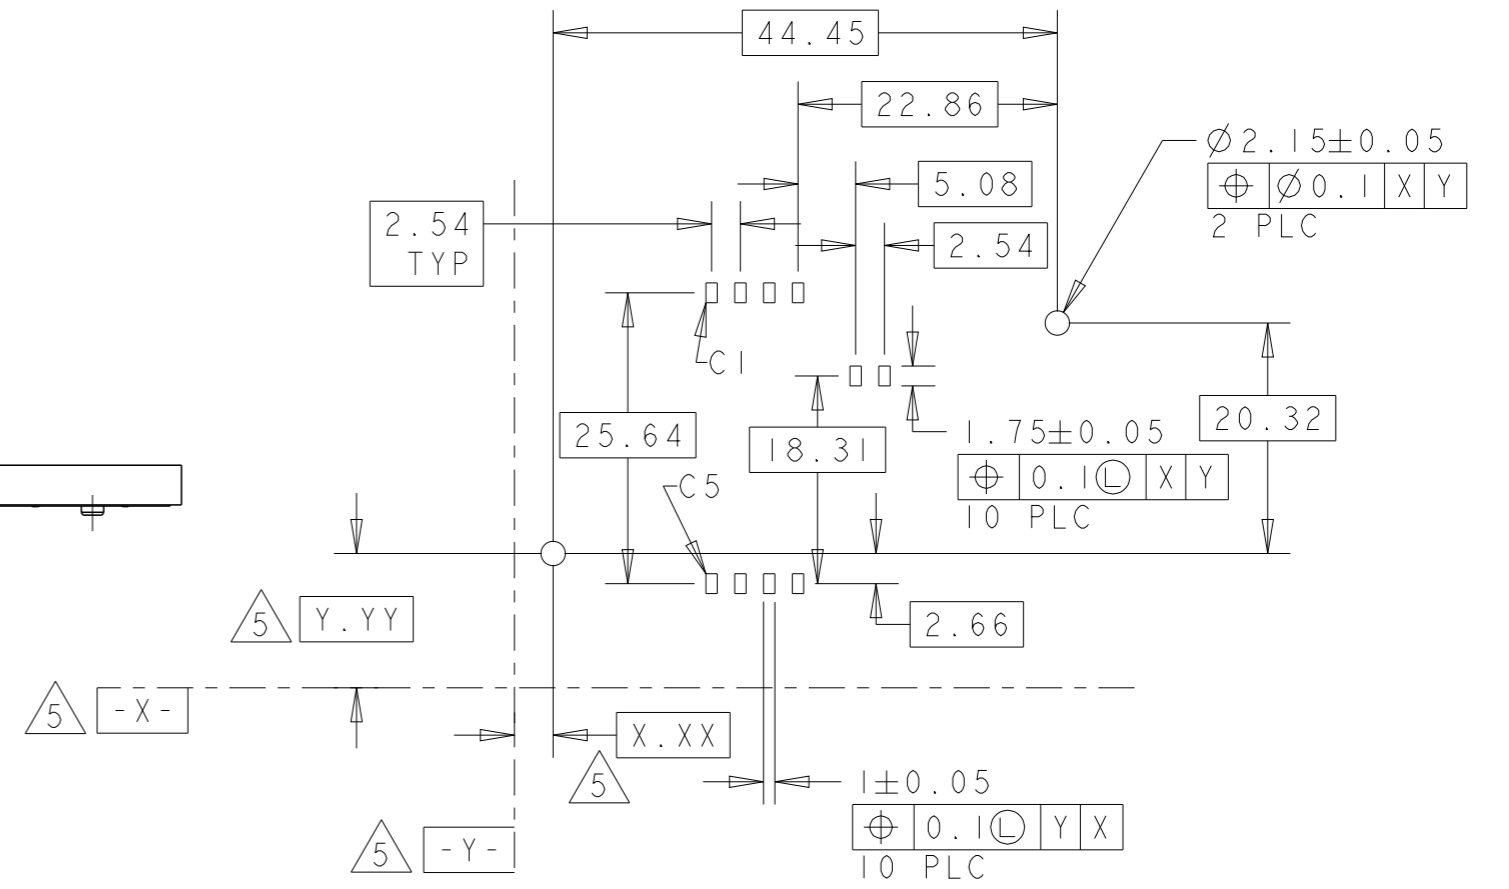 44.45
22.86
5.08
2.54
TYP
2.54
Ø2.15±0.05
⌖ Ø0.1 X Y
2 PLC
C1
25.64
18.31
20.32
1.75±0.05
⌖ 0.1Ⓛ X Y
10 PLC
C5
5 Y.YY
2.66
5 -X-
X.XX
5
1±0.05
⌖ 0.1Ⓛ Y X
10 PLC
5 -Y-